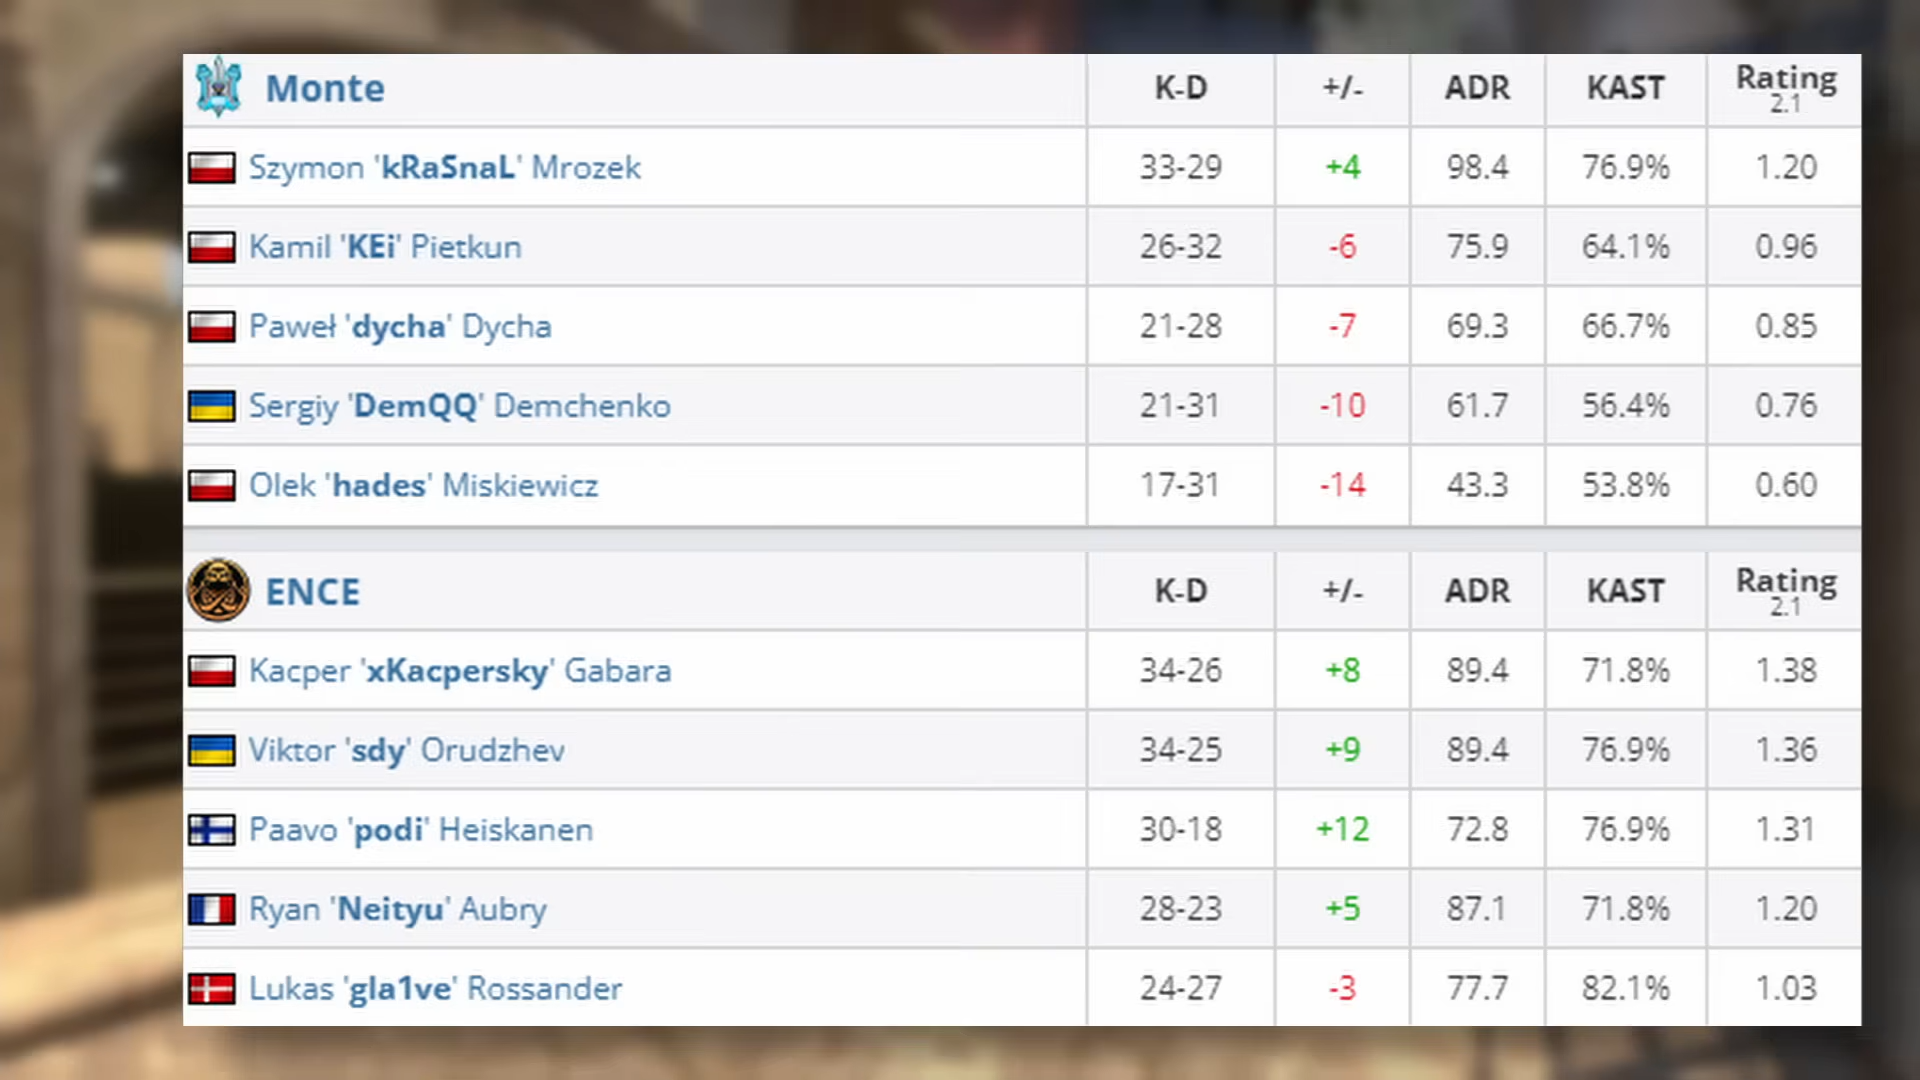 Monte K-D +/- ADR KAST Rating 2.1
Szymon 'kRaSnaL' Mrozek 33-29 +4 98.4 76.9% 1.20
Kamil 'KEi' Pietkun 26-32 -6 75.9 64.1% 0.96
Paweł 'dycha' Dycha 21-28 -7 69.3 66.7% 0.85
Sergiy 'DemQQ' Demchenko 21-31 -10 61.7 56.4% 0.76
Olek 'hades' Miskiewicz 17-31 -14 43.3 53.8% 0.60
ENCE K-D +/- ADR KAST Rating 2.1
Kacper 'xKacpersky' Gabara 34-26 +8 89.4 71.8% 1.38
Viktor 'sdy' Orudzhev 34-25 +9 89.4 76.9% 1.36
Paavo 'podi' Heiskanen 30-18 +12 72.8 76.9% 1.31
Ryan 'Neityu' Aubry 28-23 +5 87.1 71.8% 1.20
Lukas 'gla1ve' Rossander 24-27 -3 77.7 82.1% 1.03